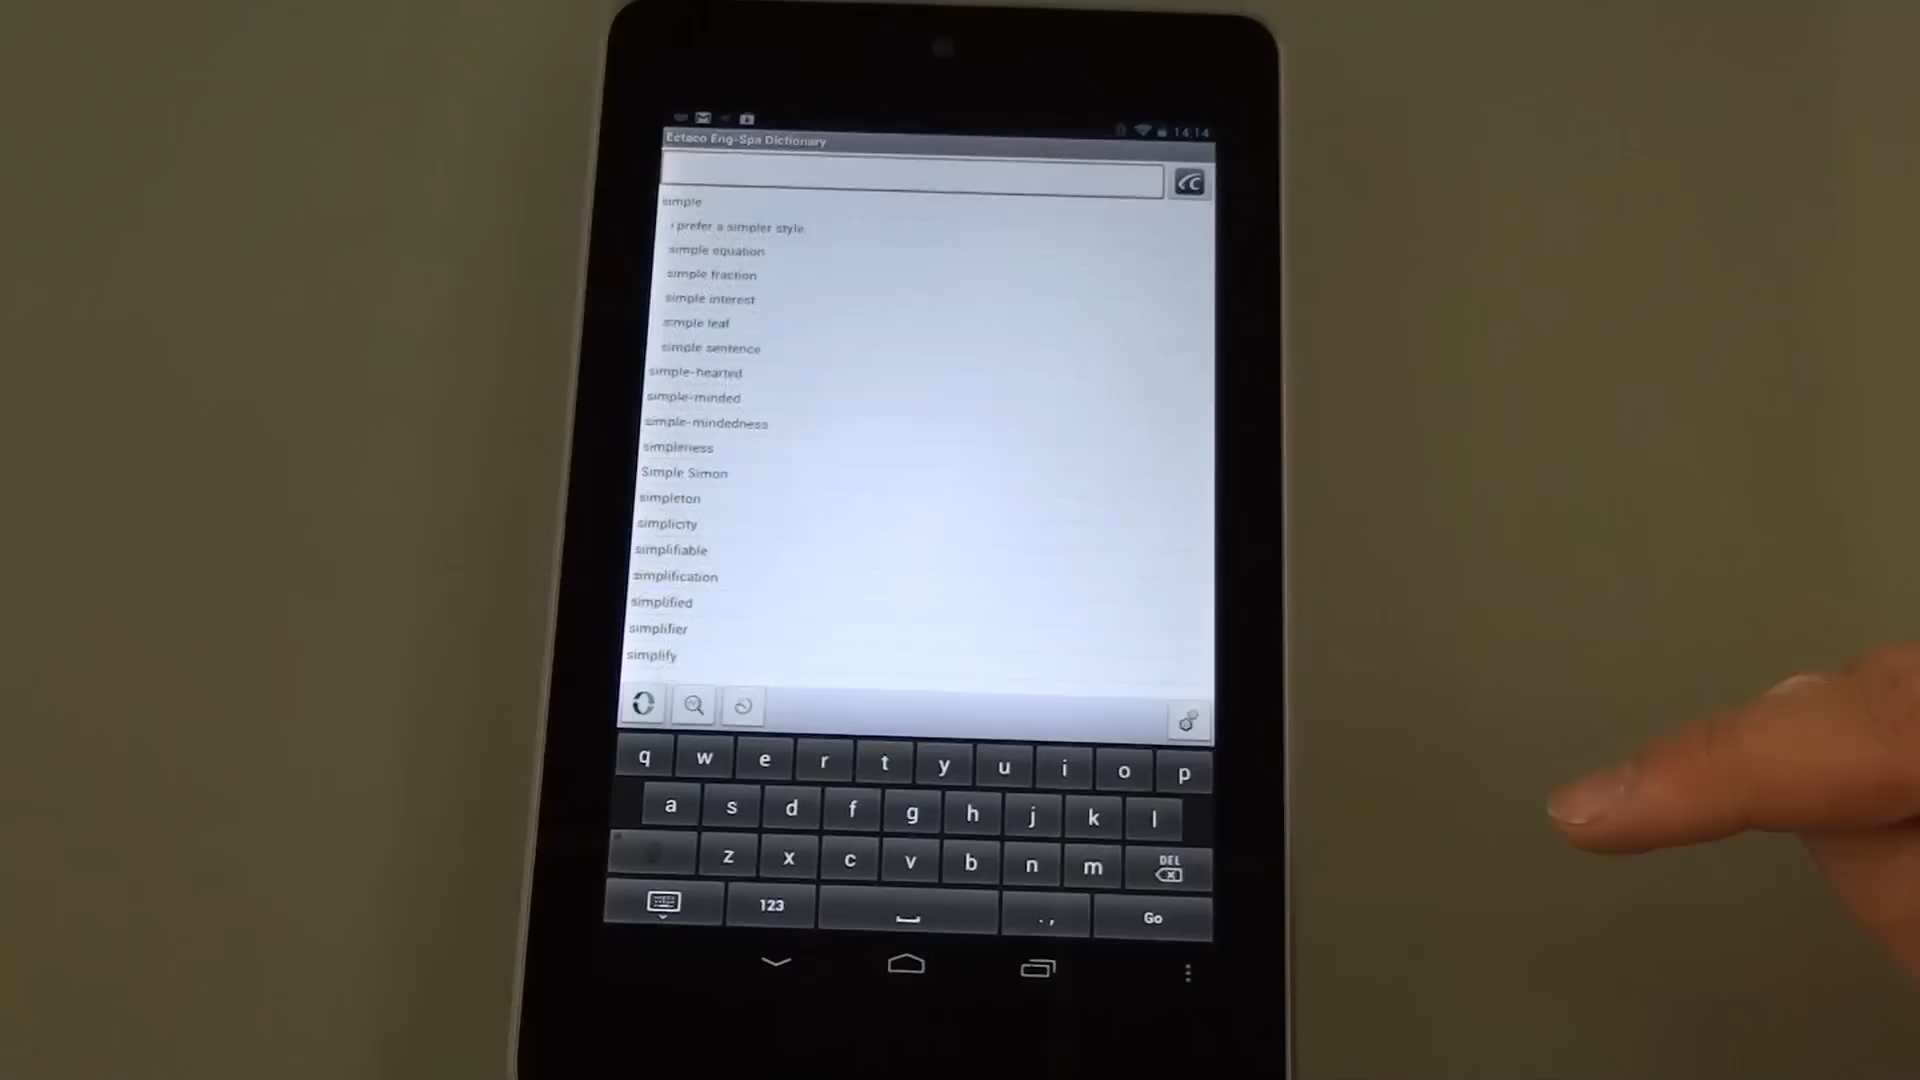 14:14
Ectaco Eng-Spa Dictionary
simple
i prefer a simpler style
simple equation
simple fraction
simple interest
simple leaf
simple sentence
simple-hearted
simple-minded
simple-mindedness
simpleness
Simple Simon
simpleton
simplicity
simplifiable
simplification
simplified
simplifier
simplify
q w e r t y u i o p
a s d f g h j k l
z x c v b n m DEL
123 . , Go